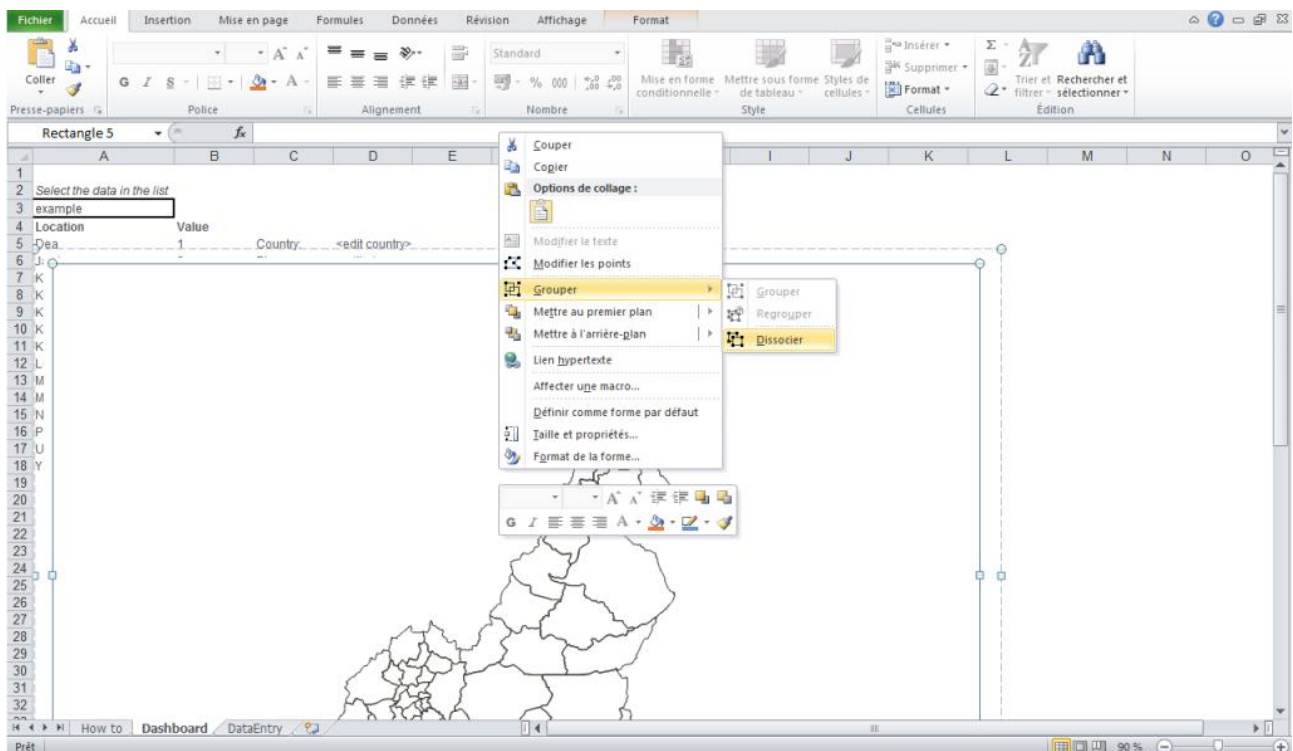 Fichier Accueil Insertion Mise en page Formules Données Révision Affichage Format
Coller
G I S A A A
Standard
% 000
Mise en forme conditionnelle
Mettre sous forme de tableau
Styles de cellules
Insérer
Supprimer
Format
Σ
Trier et filtrer
Rechercher et sélectionner
Presse-papiers Police Alignement Nombre Style Cellules Édition
Rectangle 5 fx
A B C D E I J K L M N O
1
2 Select the data in the list
3 example
4 Location Value
5 Dea 1 Country: <edit country>
6
7 K
8 K
9 K
10 K
11 K
12 L
13 M
14 M
15 N
16 P
17 U
18 Y
19
20
21
22
23
24
25
26
27
28
29
30
31
32
Couper
Copier
Options de collage :
Modifier le texte
Modifier les points
Grouper
Mettre au premier plan
Mettre à l'arrière-plan
Lien hypertexte
Affecter une macro...
Définir comme forme par défaut
Taille et propriétés...
Format de la forme...
Grouper
Regrouper
Dissocier
A A
G I A
How to Dashboard DataEntry
Prêt 90 %